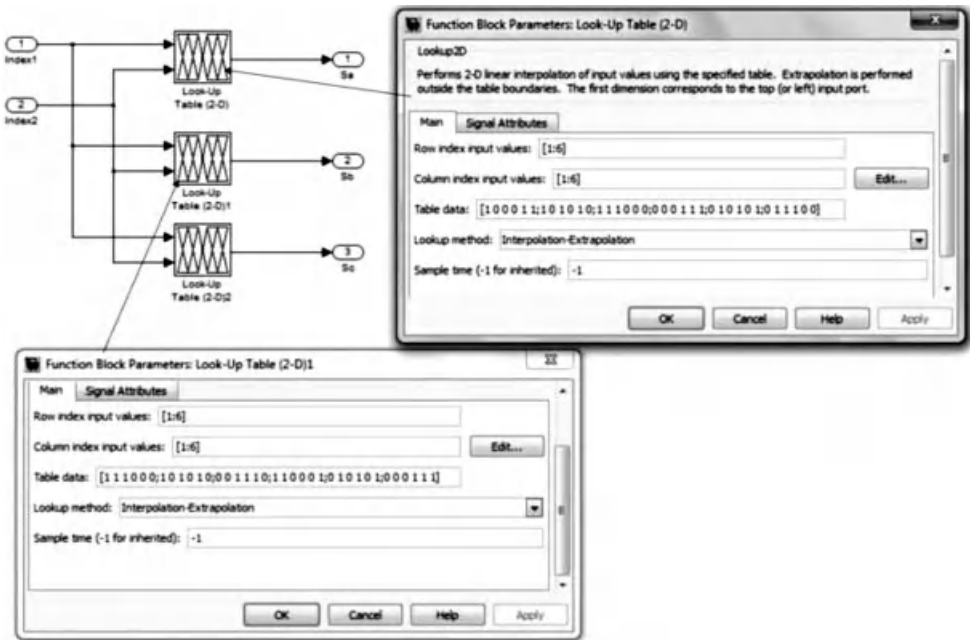 1
Index1
2
Index2
Look-Up
Table (2-D)
1
Sa
Look-Up
Table (2-D)1
2
Sb
Look-Up
Table (2-D)2
3
Sc
Function Block Parameters: Look-Up Table (2-D)
Lookup2D
Performs 2-D linear interpolation of input values using the specified table. Extrapolation is performed
outside the table boundaries. The first dimension corresponds to the top (or left) input port.
Main Signal Attributes
Row index input values: [1:6]
Column index input values: [1:6] Edit...
Table data: [1 0 0 0 1 1;1 0 1 0 1 0;1 1 1 0 0 0;0 0 0 1 1 1;0 1 0 1 0 1;0 1 1 1 0 0]
Lookup method: Interpolation-Extrapolation
Sample time (-1 for inherited): -1
OK Cancel Help Apply
Function Block Parameters: Look-Up Table (2-D)1
Main Signal Attributes
Row index input values: [1:6]
Column index input values: [1:6] Edit...
Table data: [1 1 1 0 0 0;1 0 1 0 1 0;0 0 1 1 1 0;1 1 0 0 0 1;0 1 0 1 0 1;0 0 0 1 1 1]
Lookup method: Interpolation-Extrapolation
Sample time (-1 for inherited): -1
OK Cancel Help Apply